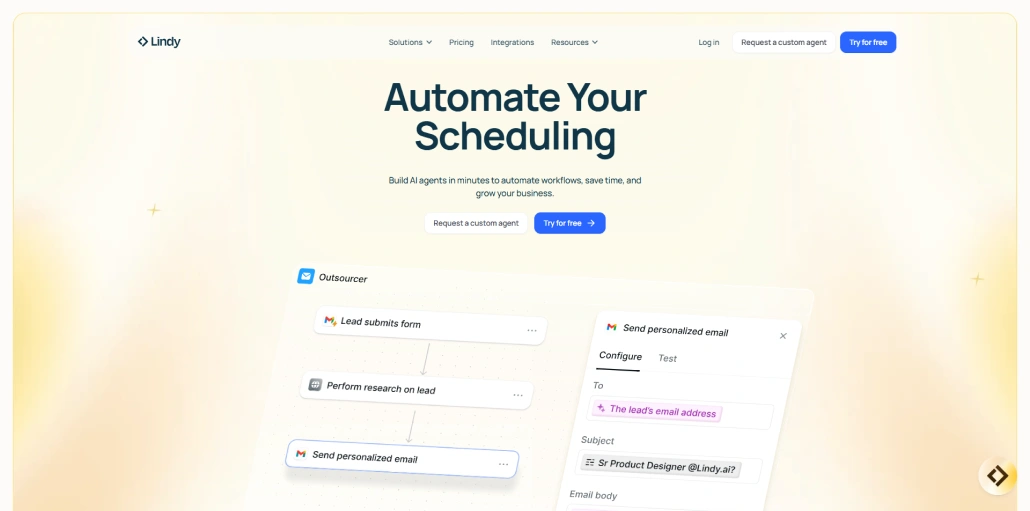 Lindy
Solutions
Pricing
Integrations
Resources
Log in
Request a custom agent
Try for free
Automate Your
Scheduling
Build AI agents in minutes to automate workflows, save time, and
grow your business.
Request a custom agent
Try for free
Outsourcer
Lead submits form
Perform research on lead
Send personalized email
Send personalized email
Configure
Test
To
The lead's email address
Subject
Sr Product Designer @Lindy.ai?
Email body